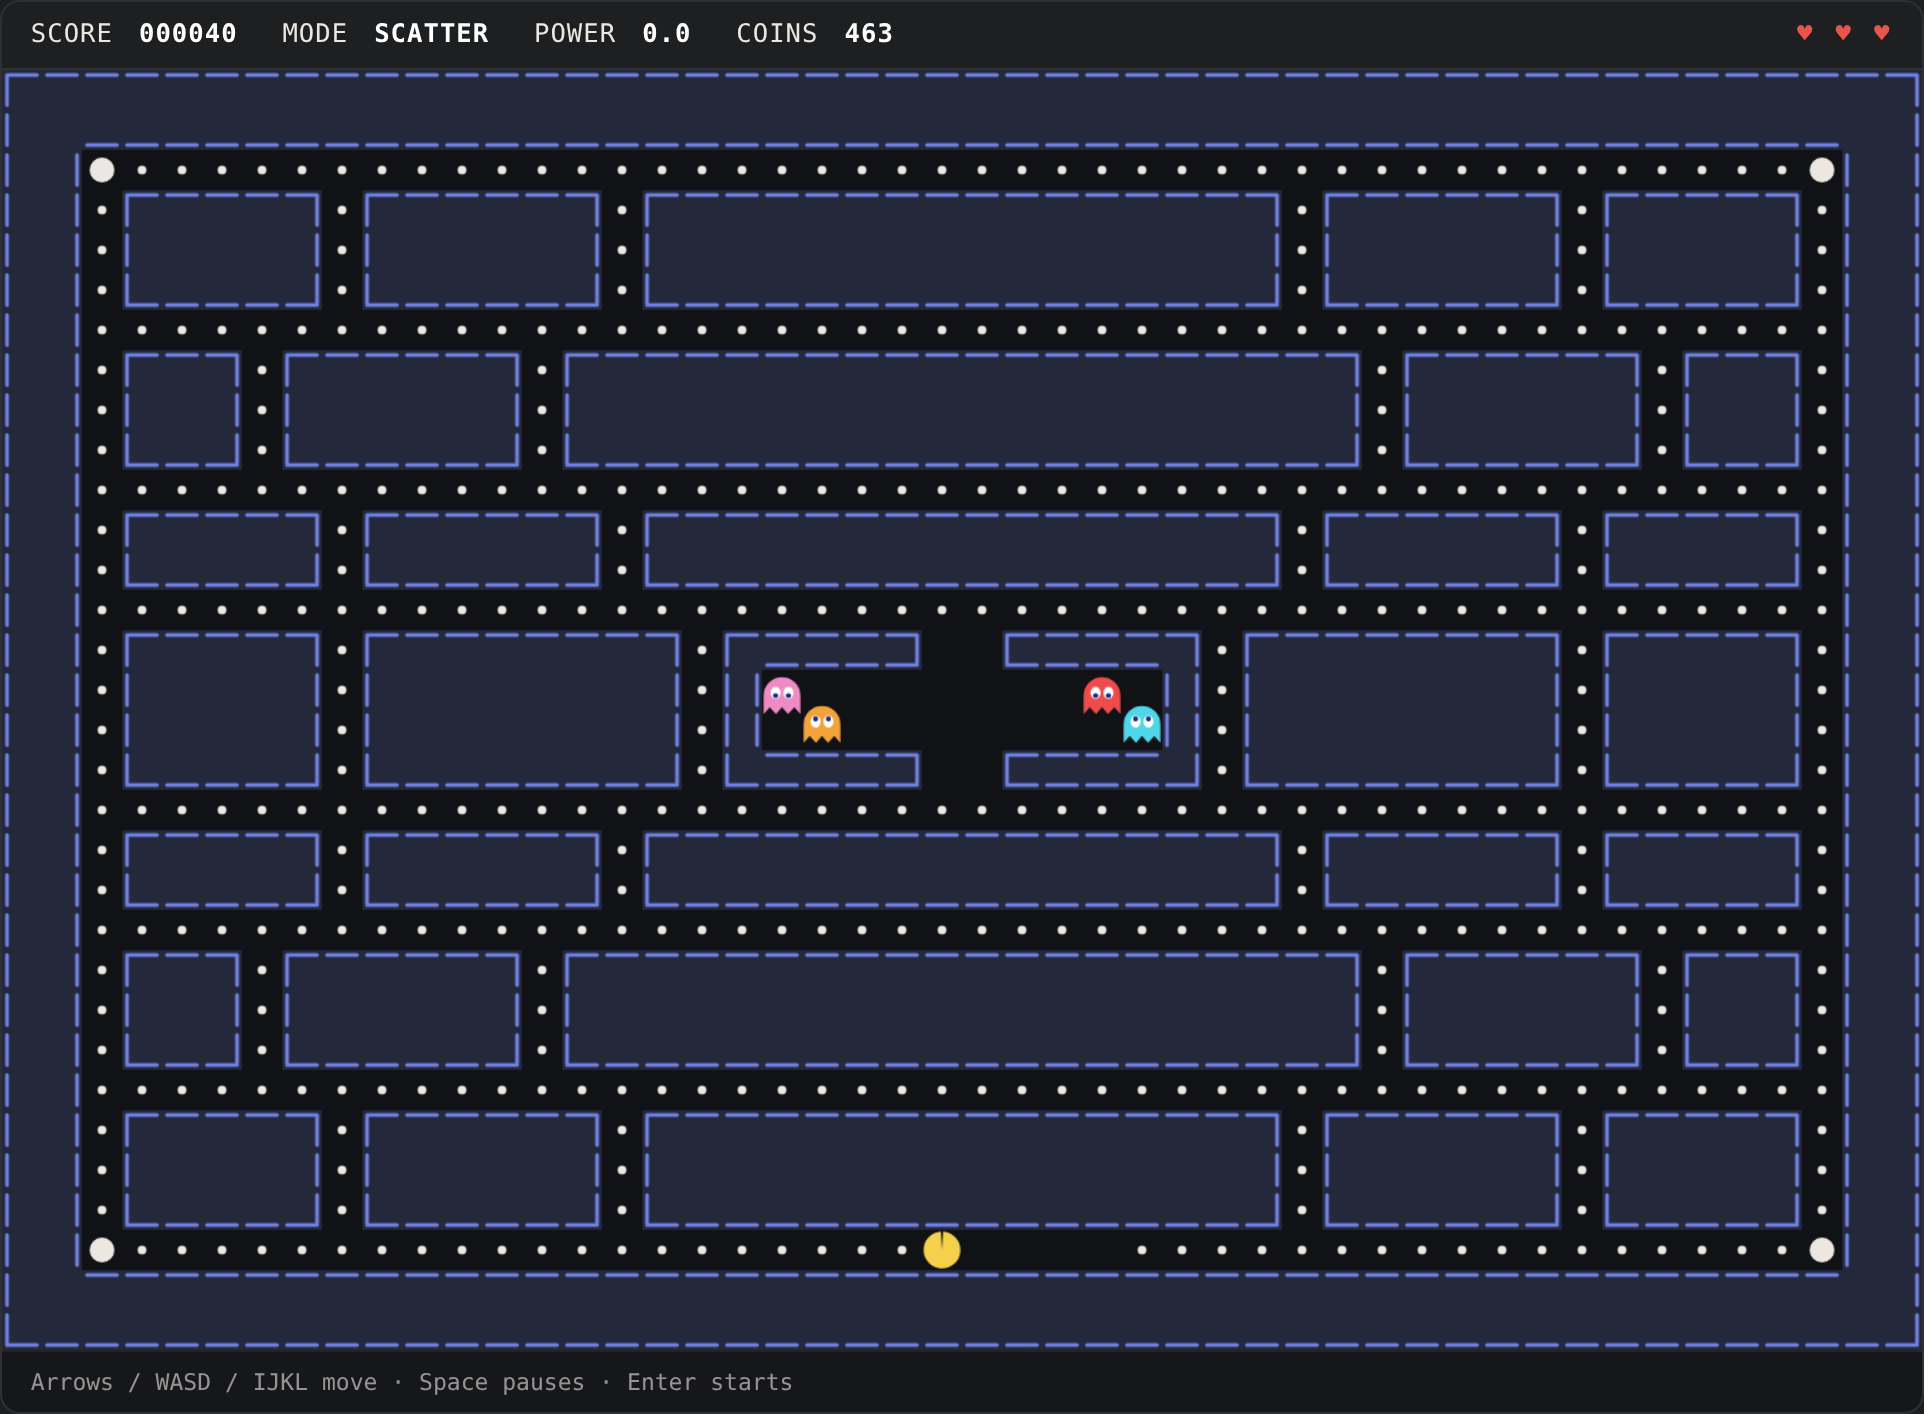 SCORE 000040 MODE SCATTER POWER 0.0 COINS 463 ♥ ♥ ♥
Arrows / WASD / IJKL move · Space pauses · Enter starts